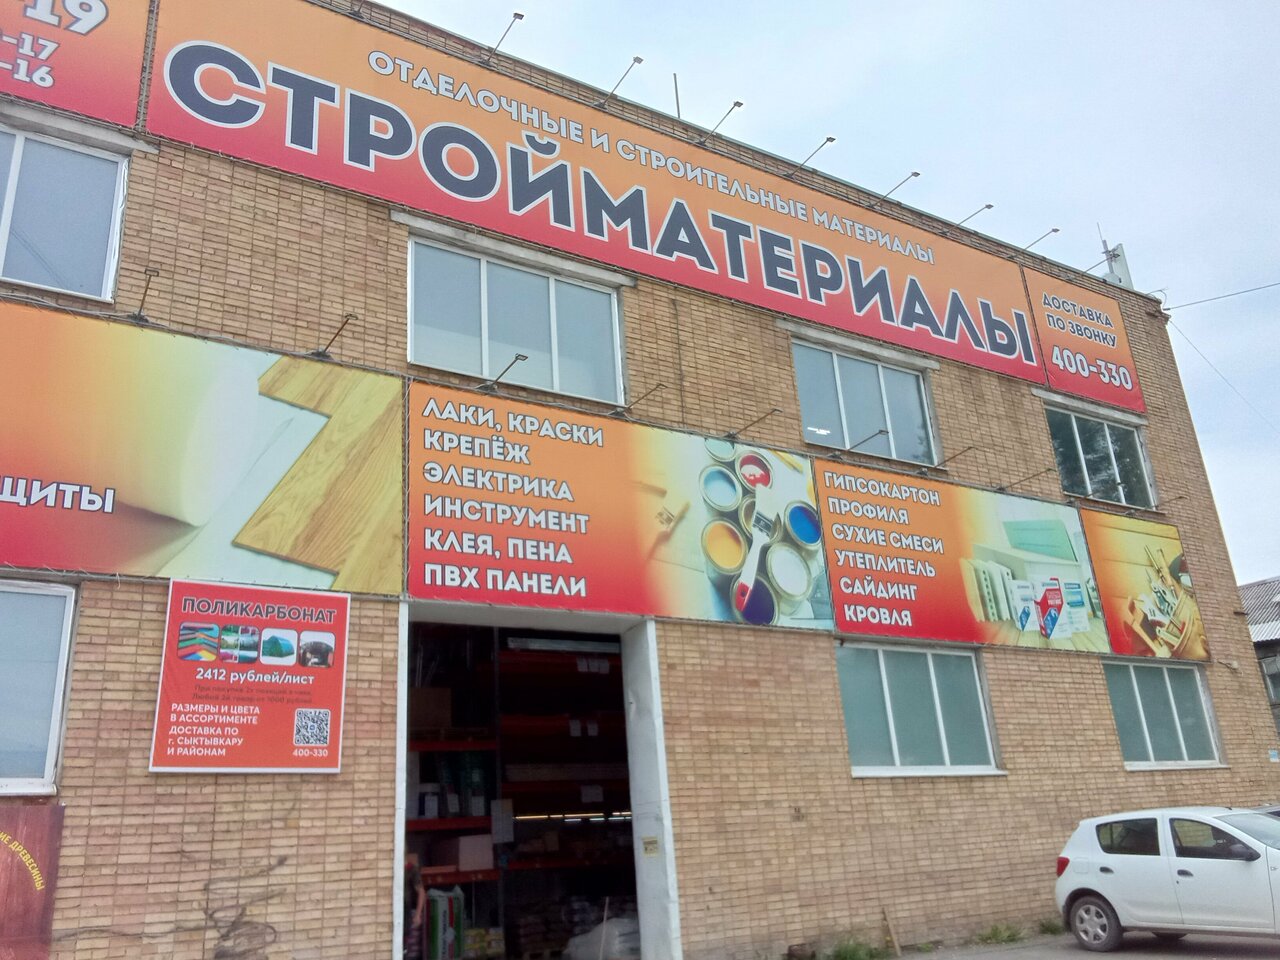 19
-17
-16
ОТДЕЛОЧНЫЕ И СТРОИТЕЛЬНЫЕ МАТЕРИАЛЫ
СТРОЙМАТЕРИАЛЫ
ДОСТАВКА
ПО ЗВОНКУ
400-330
ЩИТЫ
ЛАКИ, КРАСКИ
КРЕПЁЖ
ЭЛЕКТРИКА
ИНСТРУМЕНТ
КЛЕЯ, ПЕНА
ПВХ ПАНЕЛИ
ГИПСОКАРТОН
ПРОФИЛЯ
СУХИЕ СМЕСИ
УТЕПЛИТЕЛЬ
САЙДИНГ
КРОВЛЯ
ПОЛИКАРБОНАТ
2412 рублей/лист
РАЗМЕРЫ И ЦВЕТА
В АССОРТИМЕНТЕ
ДОСТАВКА ПО
г. СЫКТЫВКАРУ
И РАЙОНАМ
400-330
ИЕ ДРЕВЕСИНЫ